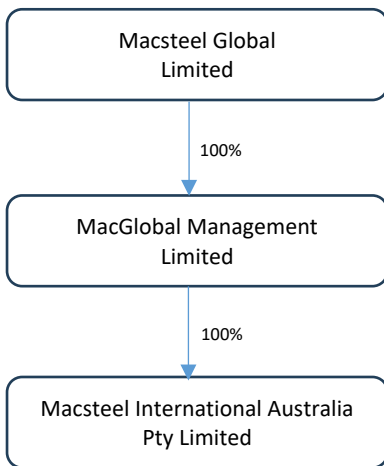 Macsteel Global
Limited
100%
MacGlobal Management
Limited
100%
Macsteel International Australia
Pty Limited